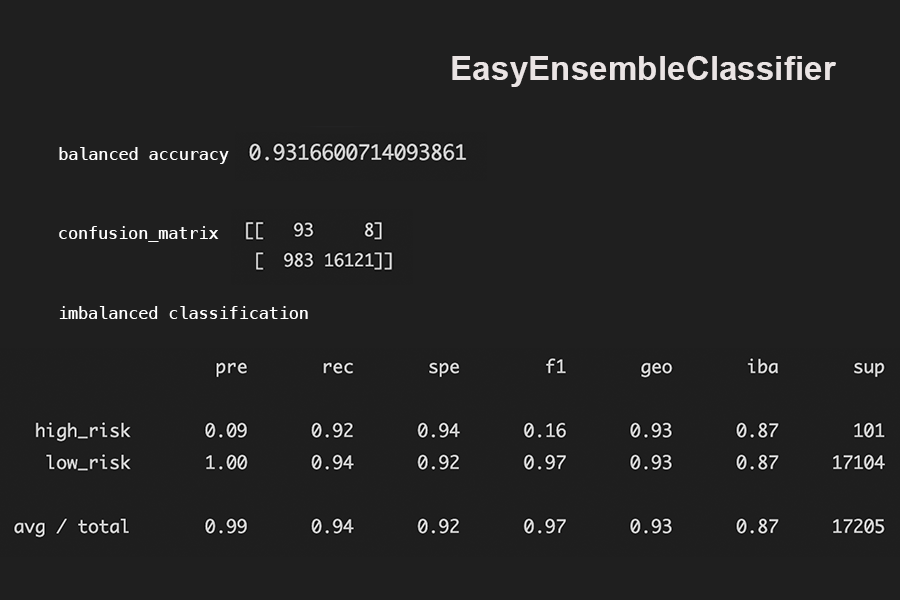 EasyEnsembleClassifier
balanced accuracy 0.9316600714093861
confusion_matrix [[ 93 8]
[ 983 16121]]
imbalanced classification
pre rec spe f1 geo iba sup
high_risk 0.09 0.92 0.94 0.16 0.93 0.87 101
low_risk 1.00 0.94 0.92 0.97 0.93 0.87 17104
avg / total 0.99 0.94 0.92 0.97 0.93 0.87 17205